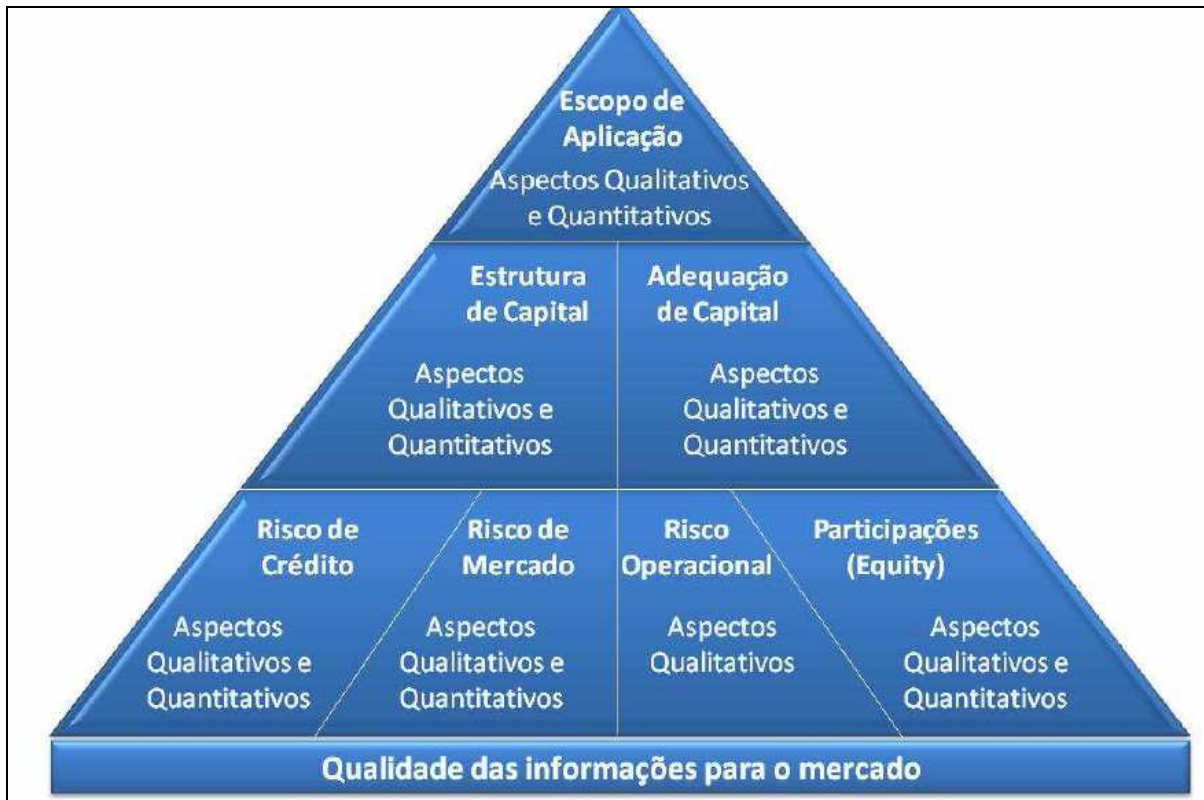 Escopo de
Aplicação
Aspectos Qualitativos
e Quantitativos
Estrutura
de Capital
Aspectos
Qualitativos e
Quantitativos
Adequação
de Capital
Aspectos
Qualitativos e
Quantitativos
Risco de
Crédito
Aspectos
Qualitativos e
Quantitativos
Risco de
Mercado
Aspectos
Qualitativos e
Quantitativos
Risco
Operacional
Aspectos
Qualitativos
Participações
(Equity)
Aspectos
Qualitativos e
Quantitativos
Qualidade das informações para o mercado